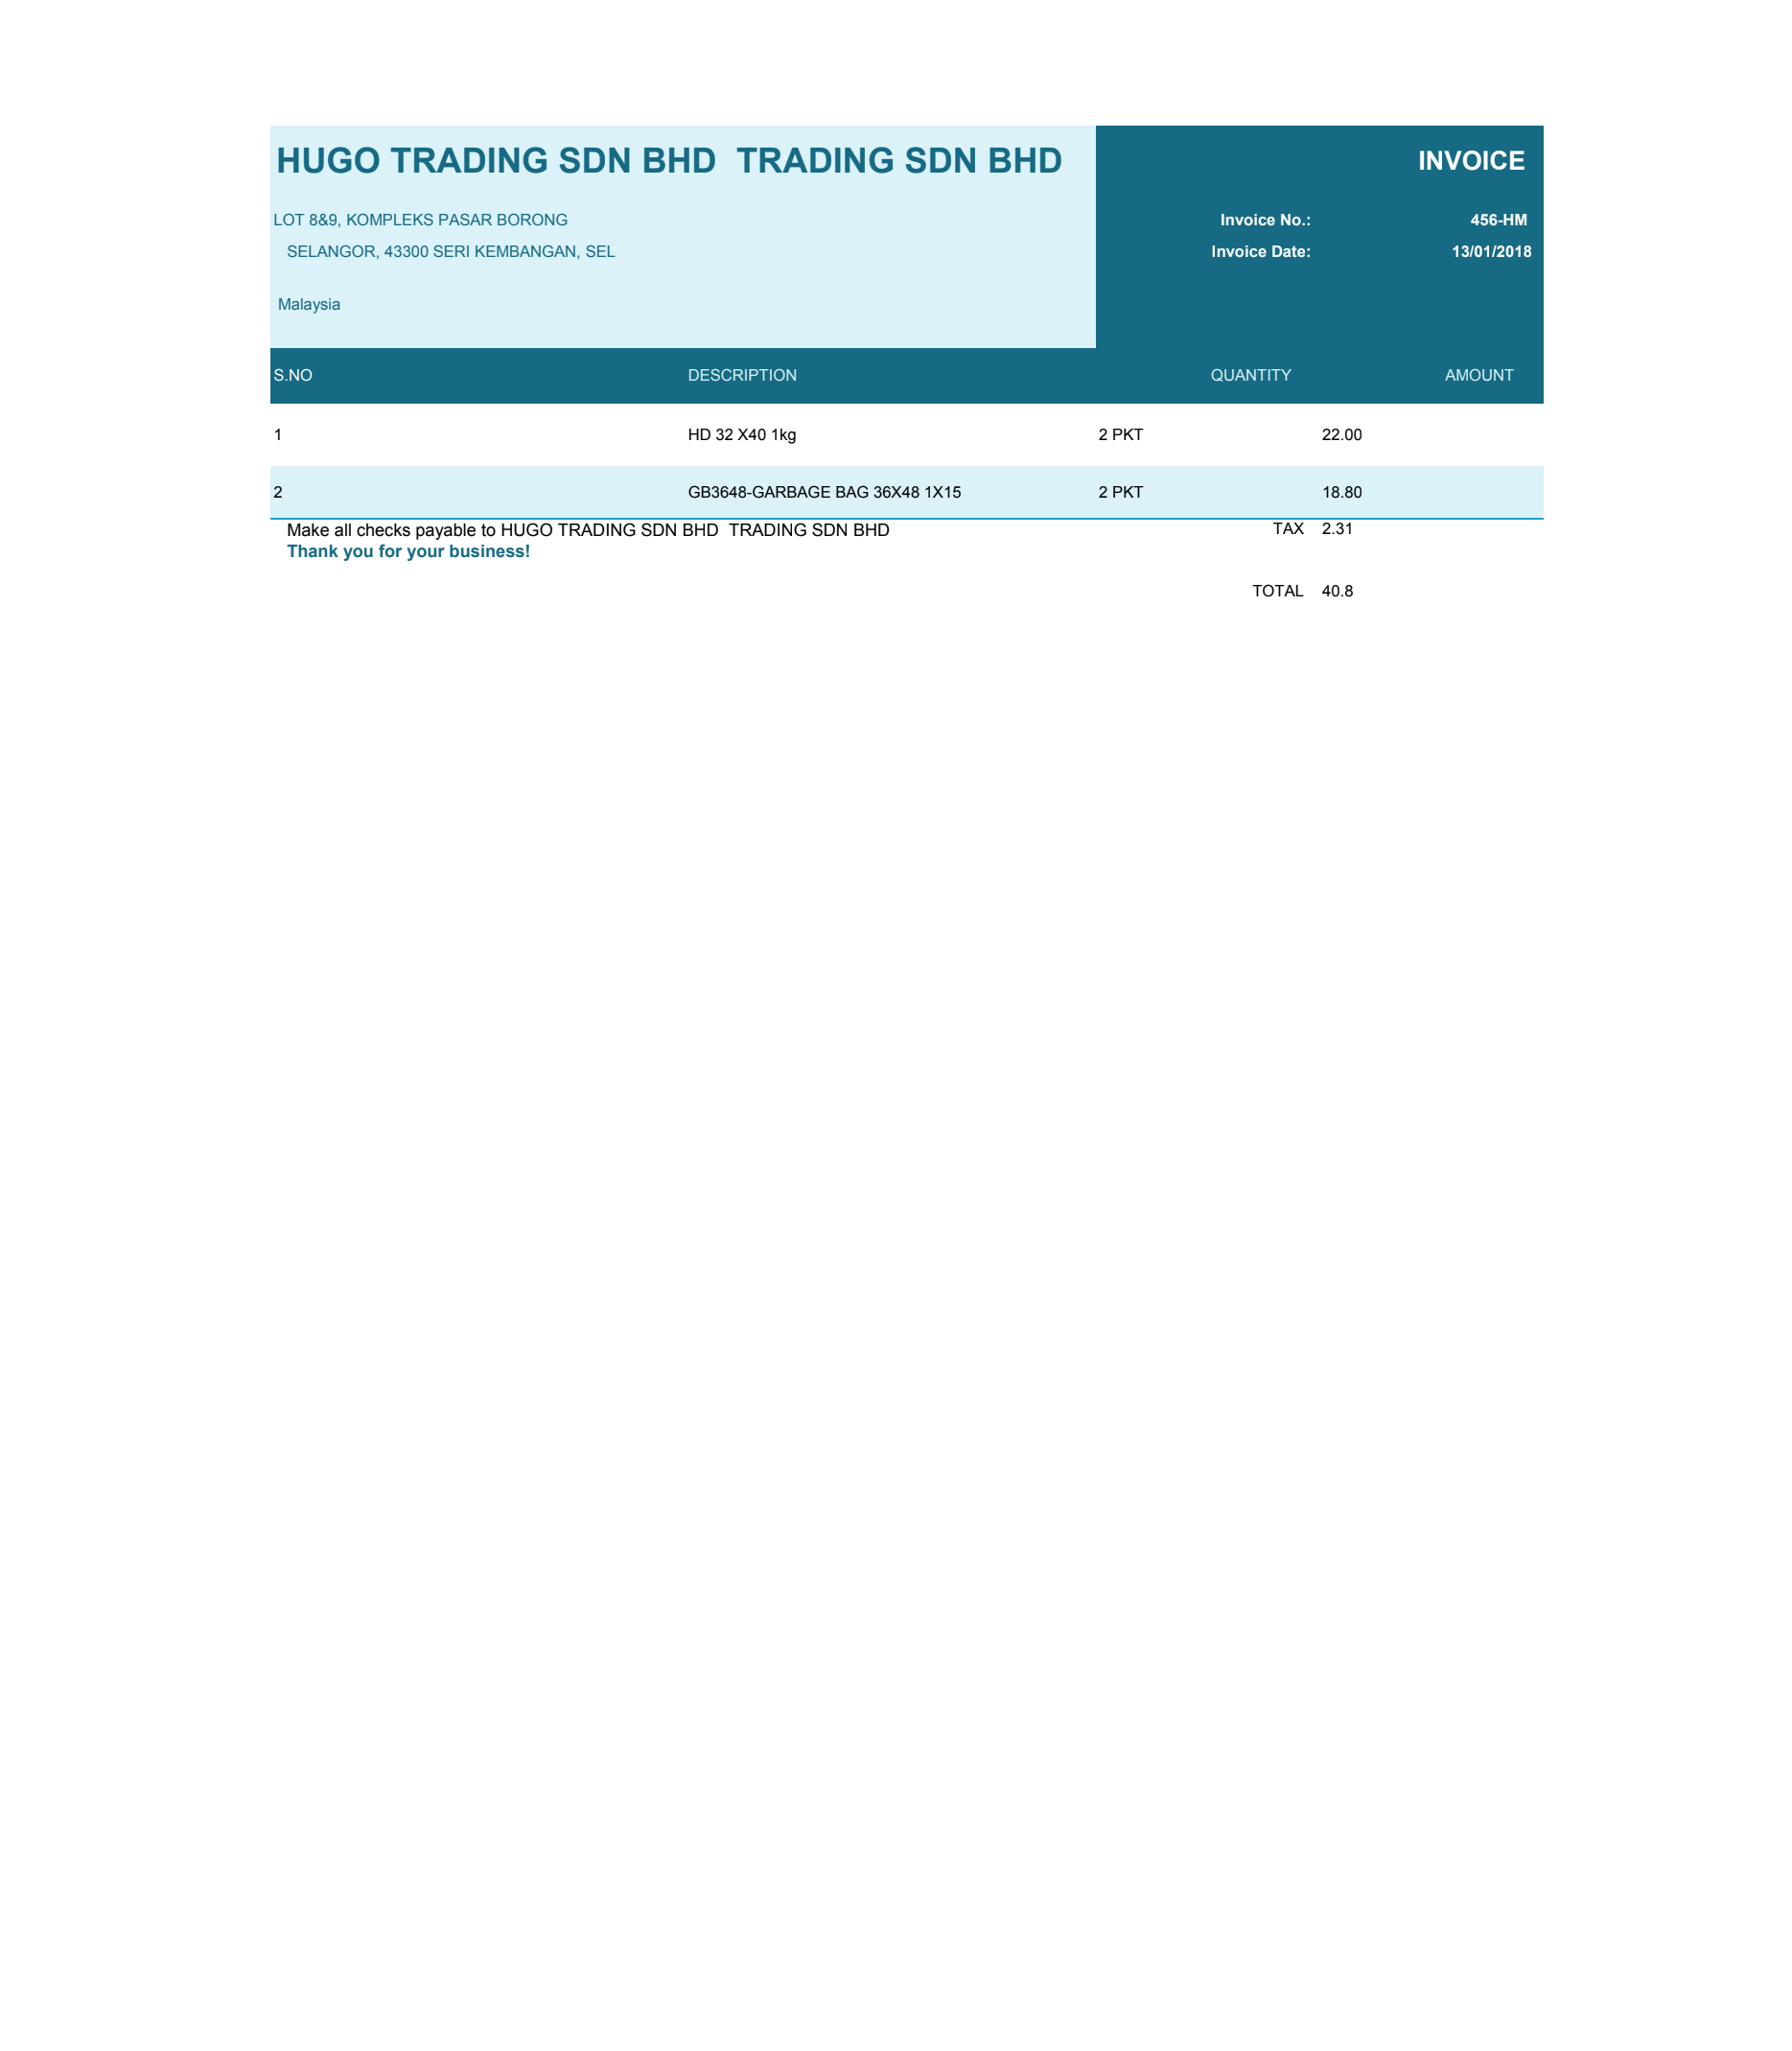 HUGO TRADING SDN BHD  TRADING SDN BHD
INVOICE
LOT 8&9, KOMPLEKS PASAR BORONG
Invoice No.: 456-HM
SELANGOR, 43300 SERI KEMBANGAN, SEL
Invoice Date: 13/01/2018
Malaysia
S.NO DESCRIPTION QUANTITY AMOUNT
1 HD 32 X40 1kg 2 PKT 22.00
2 GB3648-GARBAGE BAG 36X48 1X15 2 PKT 18.80
Make all checks payable to HUGO TRADING SDN BHD  TRADING SDN BHD
TAX 2.31
Thank you for your business!
TOTAL 40.8